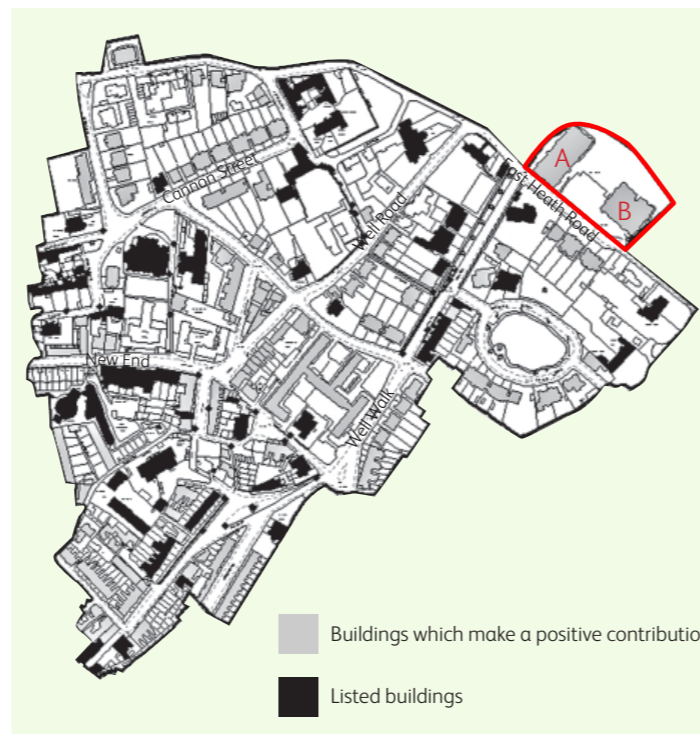 A
East Heath Road
B
Cannon Street
Well Road
New End
Well Walk
Buildings which make a positive contributio
Listed buildings